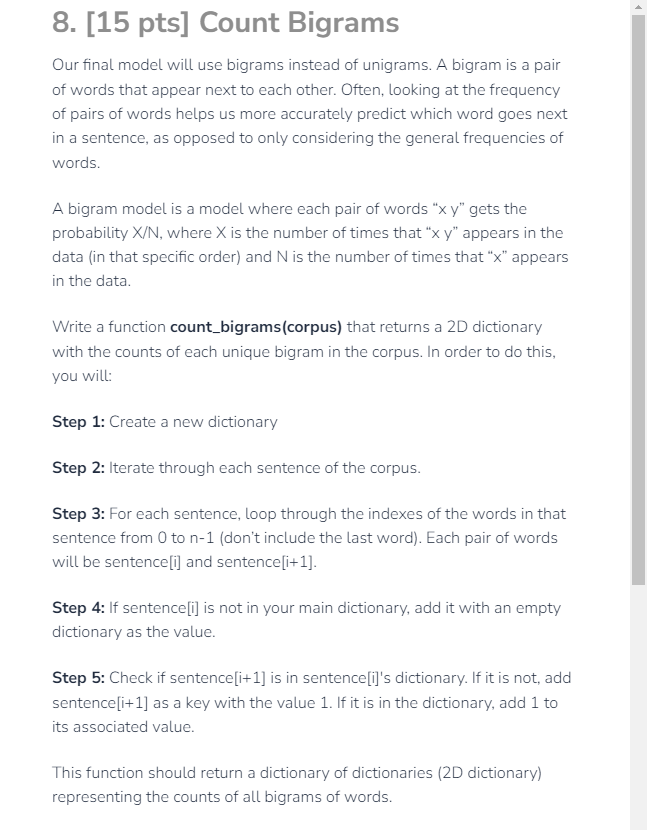 8. [15 pts] Count Bigrams
Our final model will use bigrams instead of unigrams. A bigram is a pair
of words that appear next to each other. Often, looking at the frequency
of pairs of words helps us more accurately predict which word goes next
in a sentence, as opposed to only considering the general frequencies of
words.
A bigram model is a model where each pair of words “x y” gets the
probability X/N, where X is the number of times that “x y” appears in the
data (in that specific order) and N is the number of times that “x” appears
in the data.
Write a function count_bigrams(corpus) that returns a 2D dictionary
with the counts of each unique bigram in the corpus. In order to do this,
you will:
Step 1: Create a new dictionary
Step 2: Iterate through each sentence of the corpus.
Step 3: For each sentence, loop through the indexes of the words in that
sentence from 0 to n-1 (don’t include the last word). Each pair of words
will be sentence[i] and sentence[i+1].
Step 4: If sentence[i] is not in your main dictionary, add it with an empty
dictionary as the value.
Step 5: Check if sentence[i+1] is in sentence[i]'s dictionary. If it is not, add
sentence[i+1] as a key with the value 1. If it is in the dictionary, add 1 to
its associated value.
This function should return a dictionary of dictionaries (2D dictionary)
representing the counts of all bigrams of words.